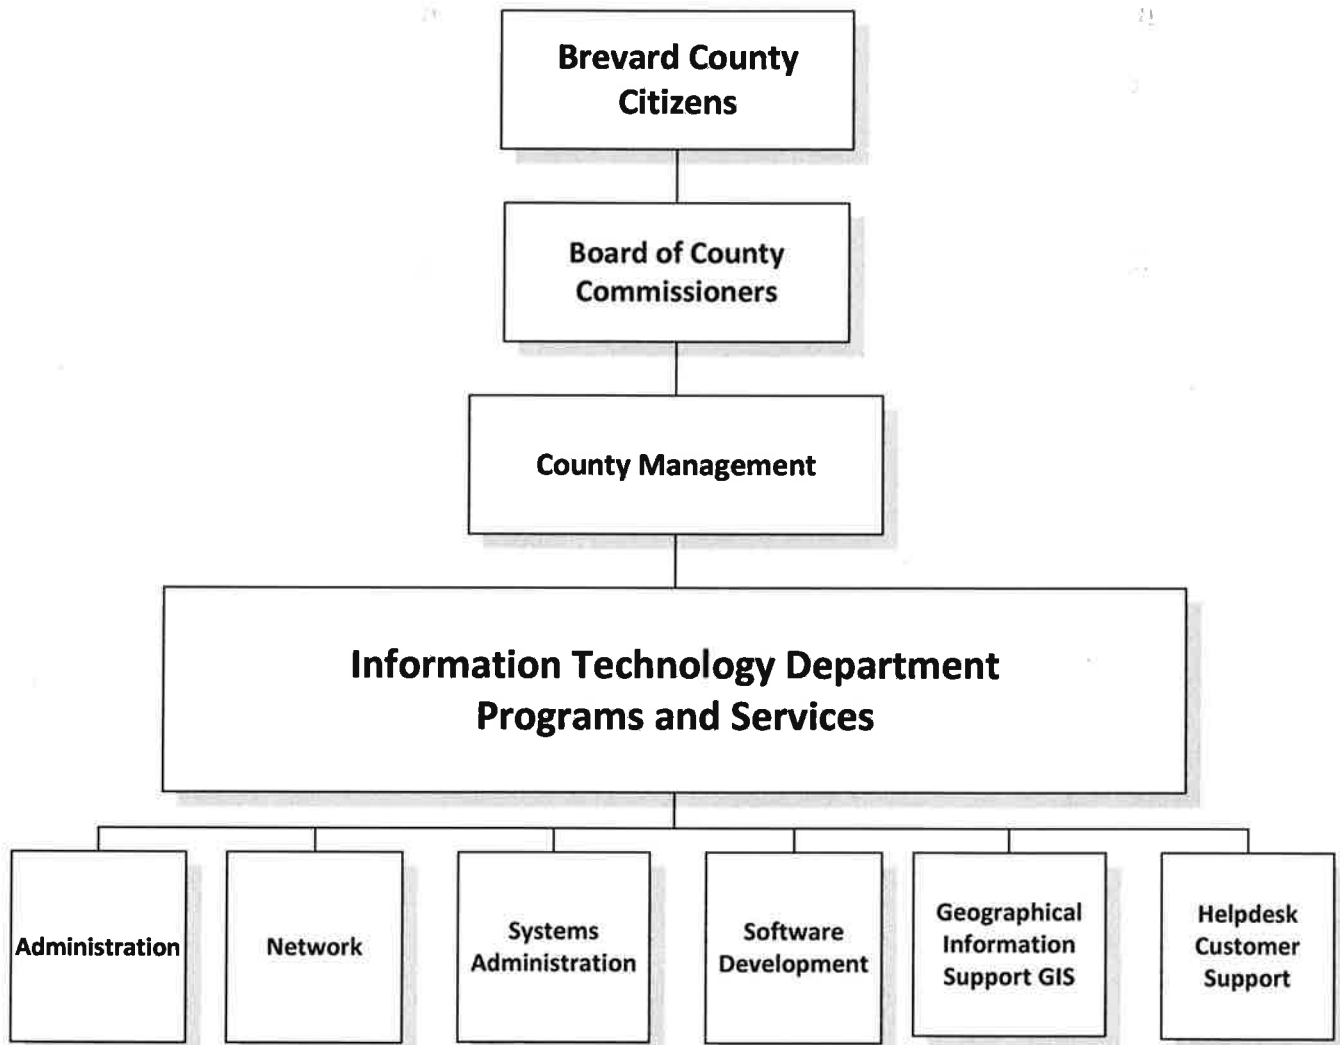 Brevard County
Citizens
Board of County
Commissioners
County Management
Information Technology Department
Programs and Services
Administration
Network
Systems
Administration
Software
Development
Geographical
Information
Support GIS
Helpdesk
Customer
Support